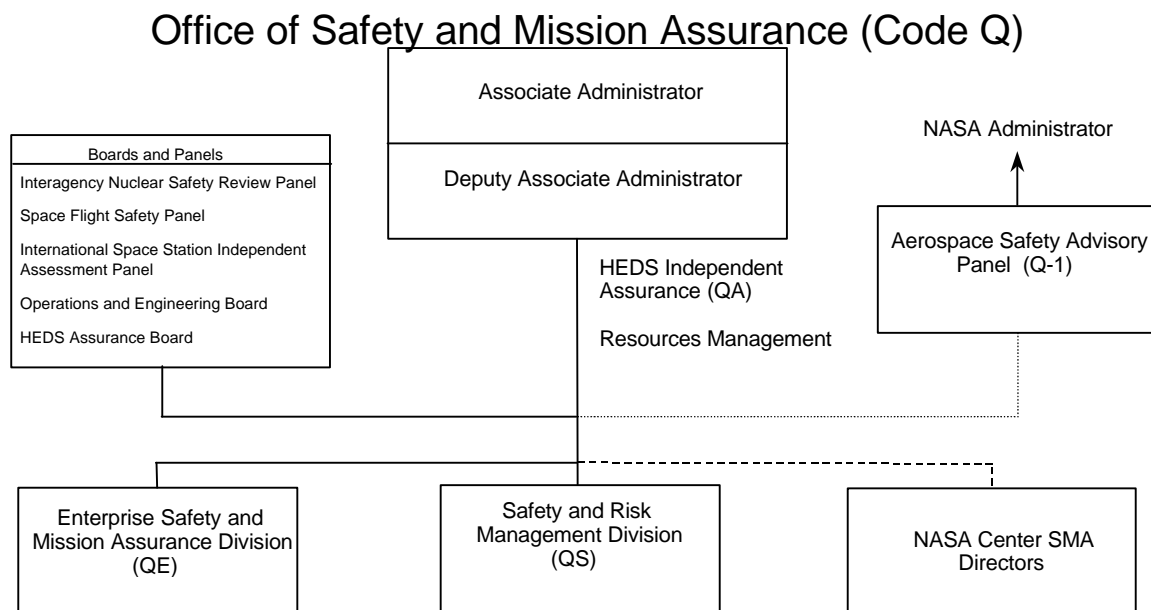 Office of Safety and Mission Assurance (Code Q)
Associate Administrator
Deputy Associate Administrator
Boards and Panels
Interagency Nuclear Safety Review Panel
Space Flight Safety Panel
International Space Station Independent
Assessment Panel
Operations and Engineering Board
HEDS Assurance Board
NASA Administrator
Aerospace Safety Advisory
Panel (Q-1)
HEDS Independent
Assurance (QA)
Resources Management
Enterprise Safety and
Mission Assurance Division
(QE)
Safety and Risk
Management Division
(QS)
NASA Center SMA
Directors